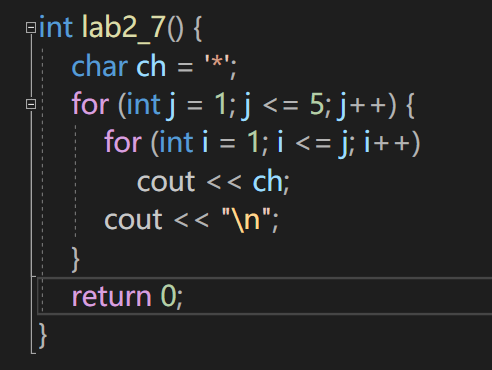 int lab2_7() {
char ch = '*';
for (int j = 1; j <= 5; j++) {
for (int i = 1; i <= j; i++)
cout << ch;
cout << "\n";
}
return 0;
}